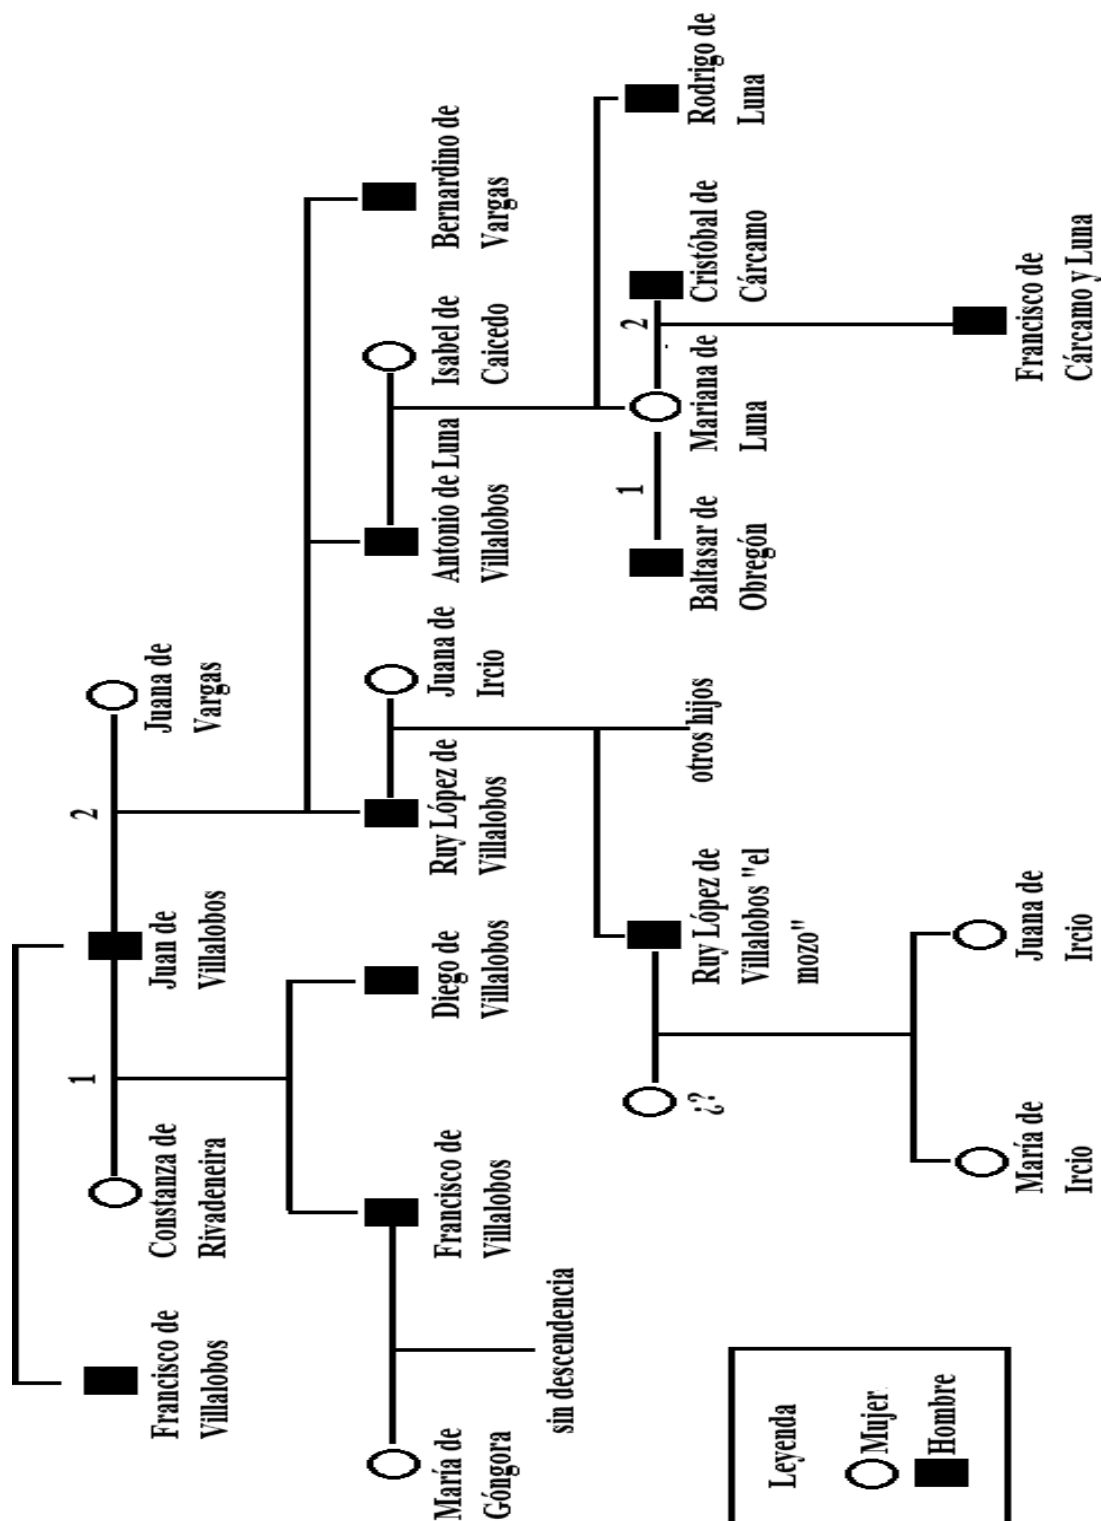 Francisco de
Villalobos
Constanza de
Rivadeneira
1
Juan de
Villalobos
2
Juana de
Vargas
María de
Góngora
sin descendencia
Francisco de
Villalobos
Diego de
Villalobos
Ruy López de
Villalobos
Juana de
Ircio
Antonio de Luna
Villalobos
Isabel de
Caicedo
Bernardino de
Vargas
¿?
Ruy López de
Villalobos "el
mozo"
otros hijos
Baltasar de
Obregón
1
Mariana de
Luna
2
Cristóbal de
Cárcamo
Rodrigo de
Luna
María de
Ircio
Juana de
Ircio
Francisco de
Cárcamo y Luna
Leyenda
Mujer
Hombre